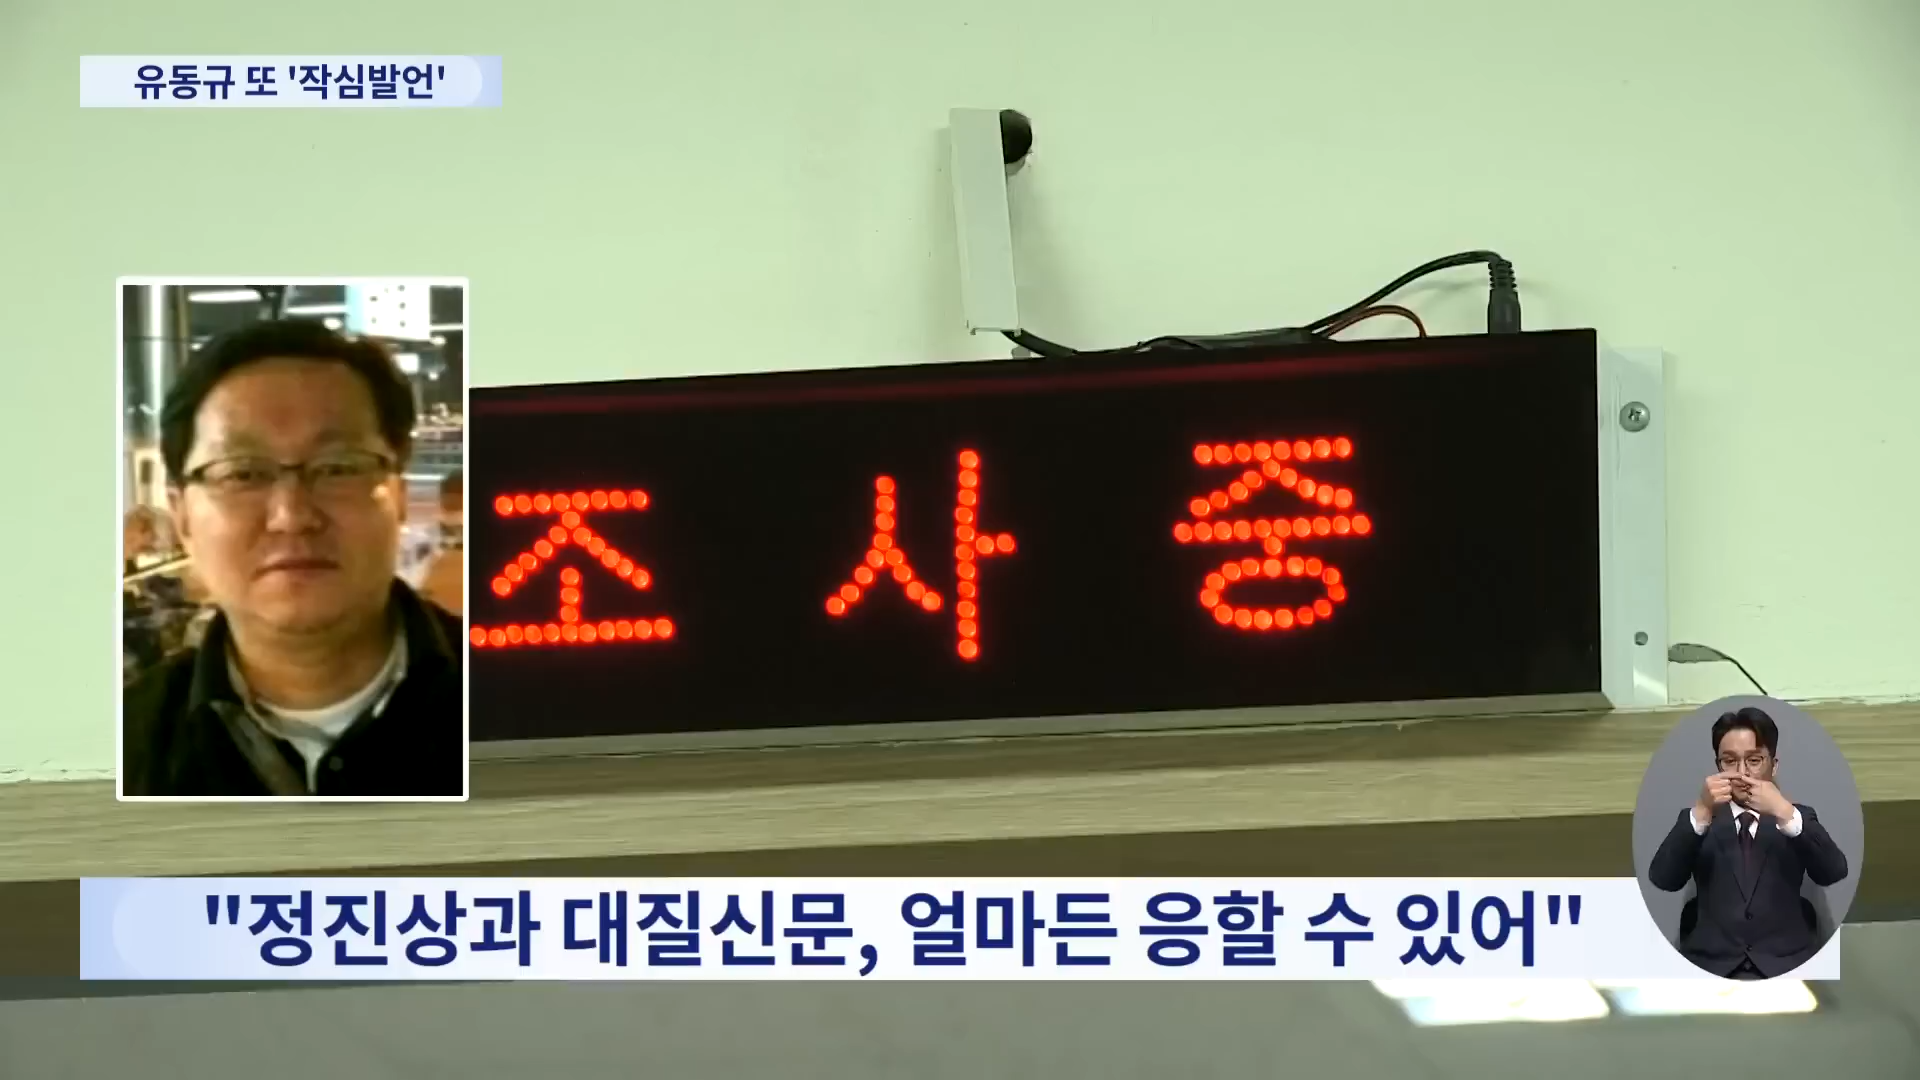 유동규 또 '작심발언'
조사중
"정진상과 대질신문, 얼마든 응할 수 있어"